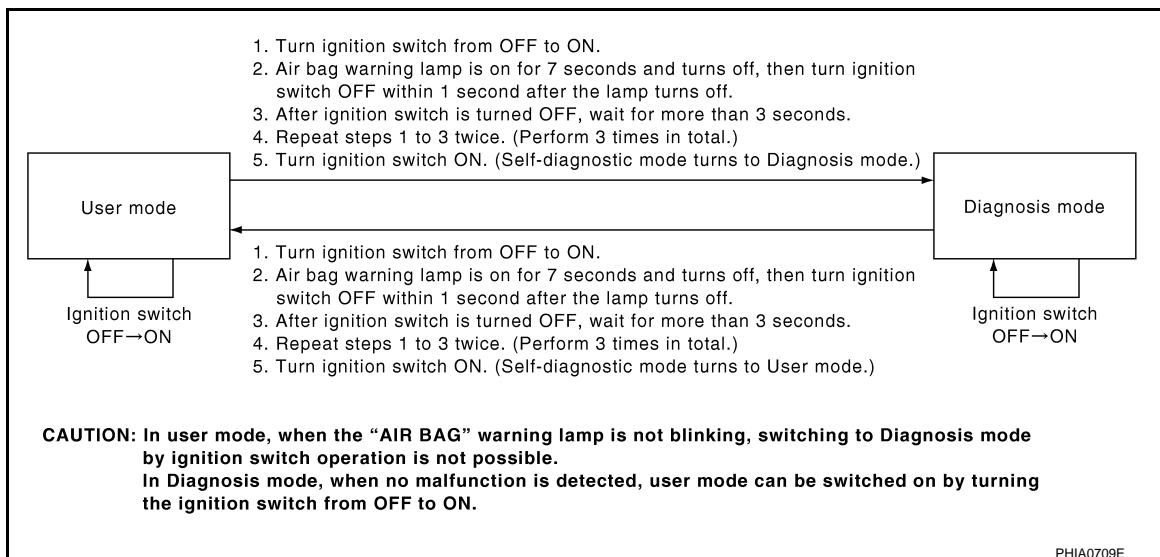 1. Turn ignition switch from OFF to ON.
2. Air bag warning lamp is on for 7 seconds and turns off, then turn ignition
switch OFF within 1 second after the lamp turns off.
3. After ignition switch is turned OFF, wait for more than 3 seconds.
4. Repeat steps 1 to 3 twice. (Perform 3 times in total.)
5. Turn ignition switch ON. (Self-diagnostic mode turns to Diagnosis mode.)
User mode
Diagnosis mode
1. Turn ignition switch from OFF to ON.
2. Air bag warning lamp is on for 7 seconds and turns off, then turn ignition
switch OFF within 1 second after the lamp turns off.
3. After ignition switch is turned OFF, wait for more than 3 seconds.
4. Repeat steps 1 to 3 twice. (Perform 3 times in total.)
5. Turn ignition switch ON. (Self-diagnostic mode turns to User mode.)
Ignition switch
OFF→ON
Ignition switch
OFF→ON
CAUTION: In user mode, when the “AIR BAG” warning lamp is not blinking, switching to Diagnosis mode
by ignition switch operation is not possible.
In Diagnosis mode, when no malfunction is detected, user mode can be switched on by turning
the ignition switch from OFF to ON.
PHIA0709E